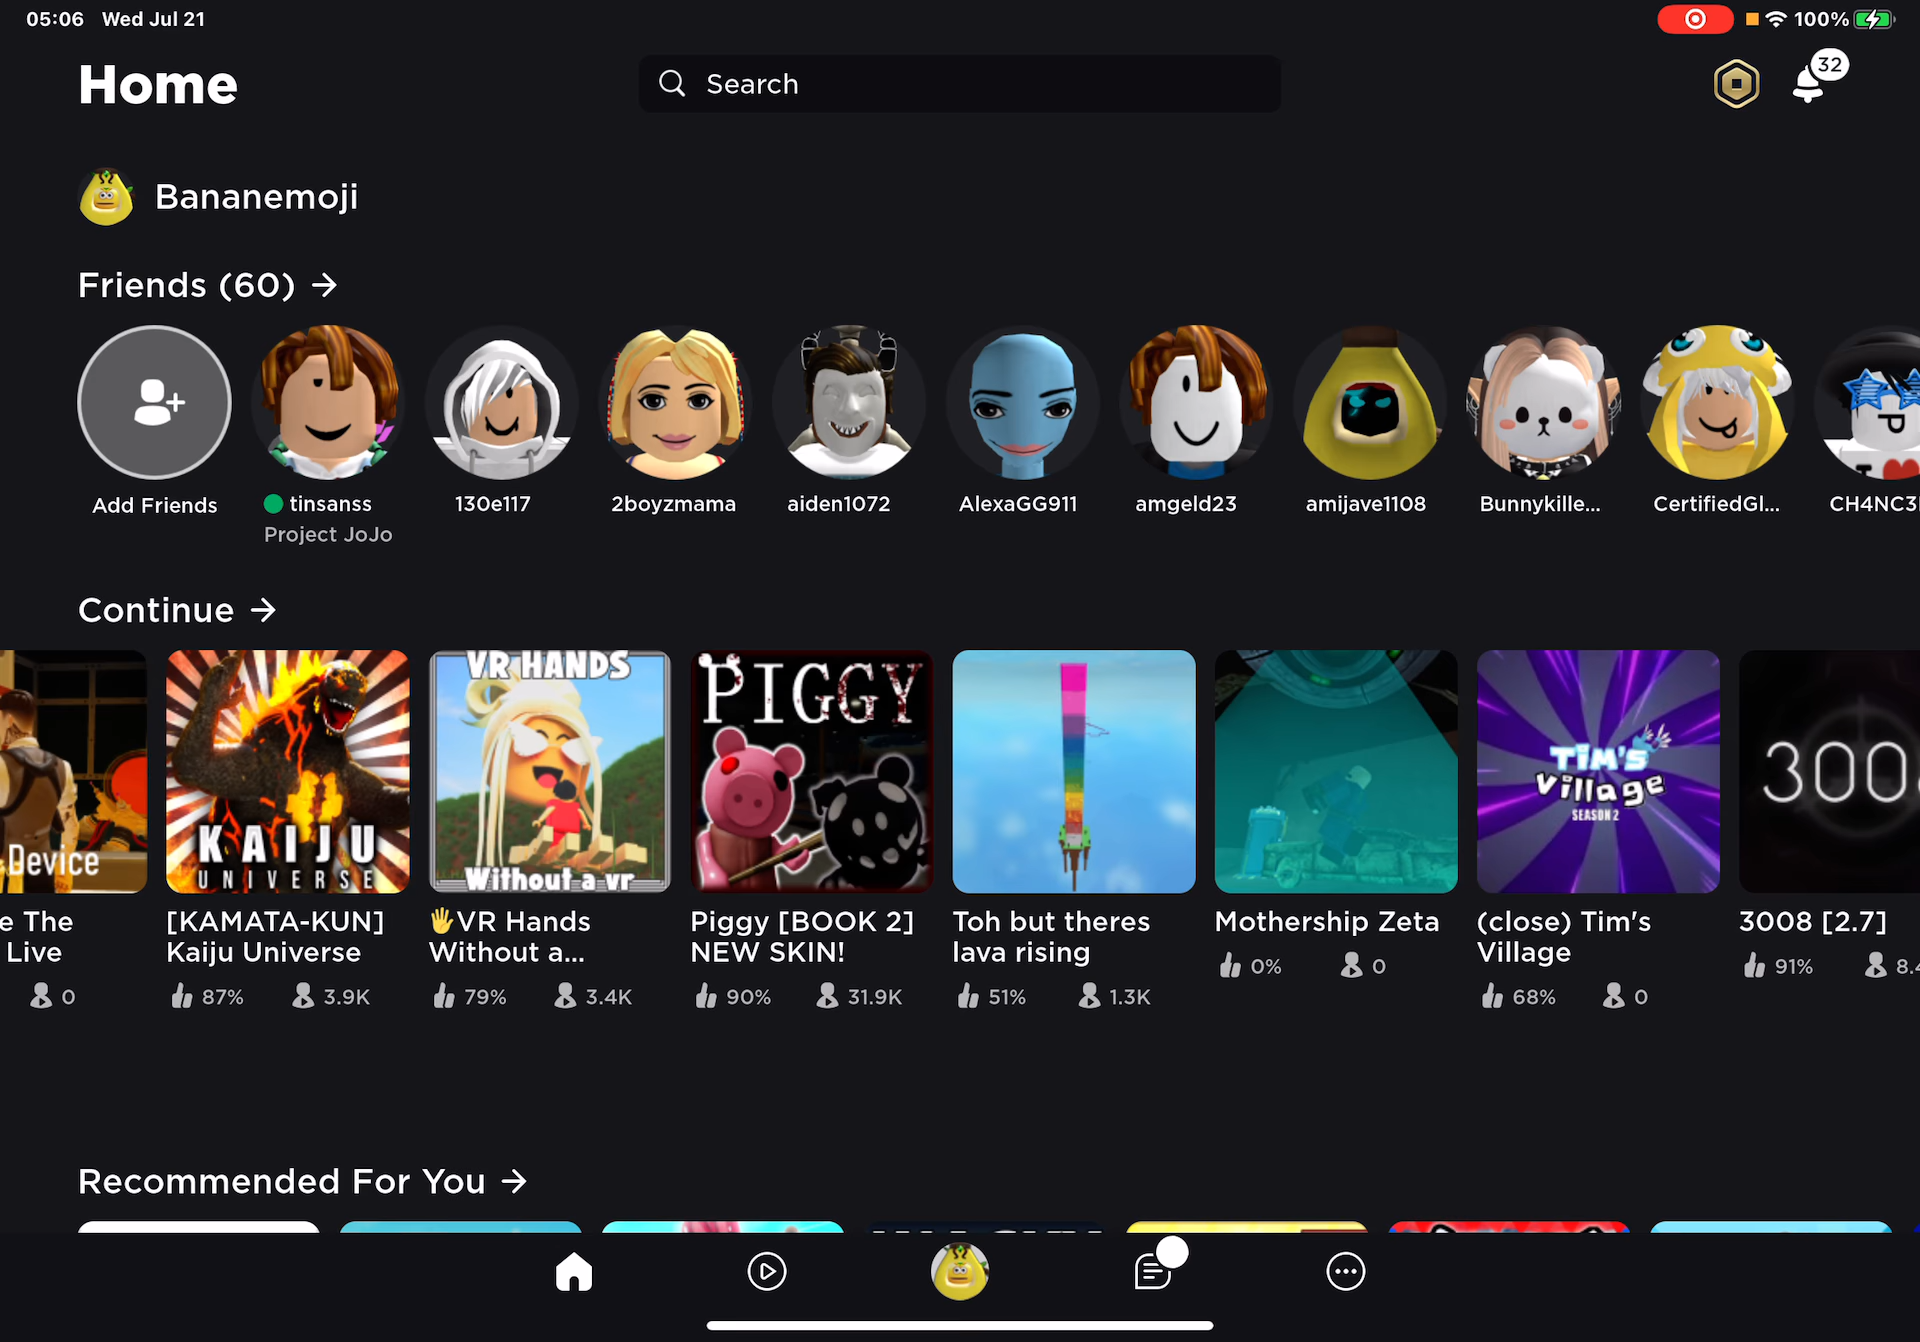 05:06 Wed Jul 21
100%
Home
Search
32
Bananemoji
Friends (60) →
Add Friends
tinsanss
Project JoJo
130e117
2boyzmama
aiden1072
AlexaGG911
amgeld23
amijave1108
Bunnykille...
CertifiedGl...
CH4NC3
Continue →
Device
e The
Live
0
KAIJU
UNIVERSE
[KAMATA-KUN]
Kaiju Universe
87% 3.9K
VR HANDS
Without a vr
🖐VR Hands
Without a...
79% 3.4K
PIGGY
Piggy [BOOK 2]
NEW SKIN!
90% 31.9K
Toh but theres
lava rising
51% 1.3K
Mothership Zeta
0% 0
TIM'S
Village
SEASON 2
(close) Tim's
Village
68% 0
3008
3008 [2.7]
91% 8.4
Recommended For You →